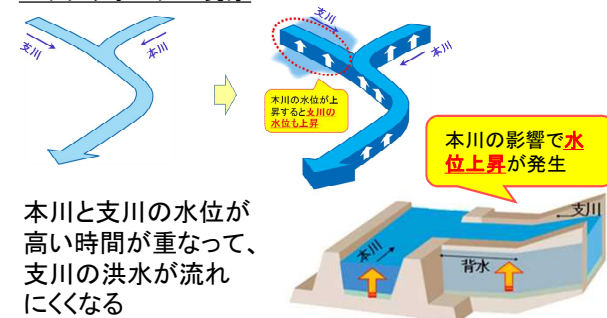 支川
本川
支川
本川
本川の水位が上
昇すると支川の
水位も上昇
本川の影響で水
位上昇が発生
本川と支川の水位が
高い時間が重なって、
支川の洪水が流れ
にくくなる
支川
本川
背水